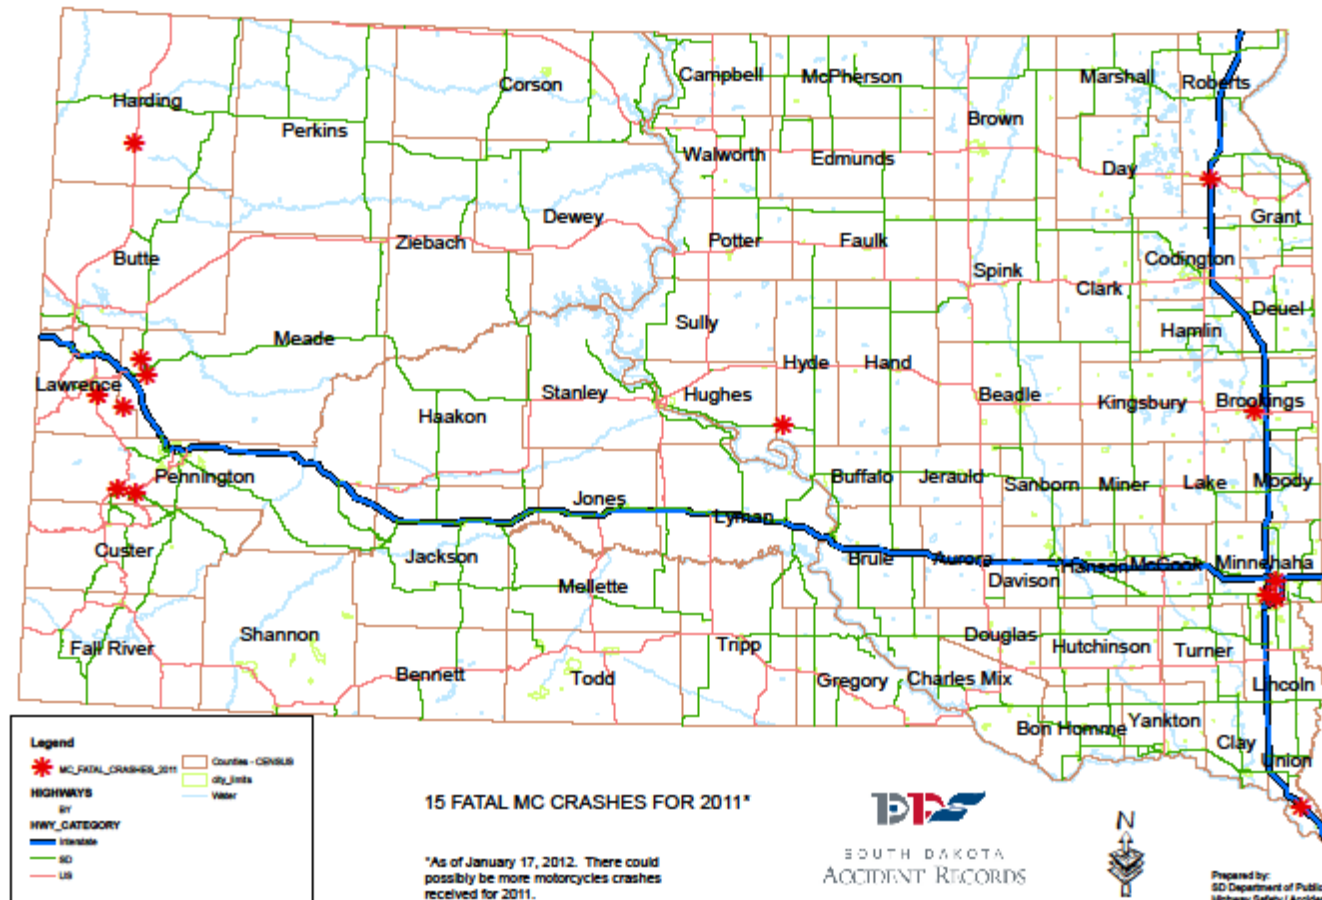 Campbell
McPherson
Marshall
Roberts
Corson
Harding
Perkins
Brown
Walworth
Edmunds
Day
Grant
Dewey
Ziebach
Potter
Faulk
Butte
Codington
Spink
Clark
Deuel
Sully
Hamlin
Meade
Hyde
Hand
Lawrence
Stanley
Hughes
Beadle
Kingsbury
Brookings
Haakon
Pennington
Buffalo
Jerauld
Sanborn
Miner
Lake
Moody
Jones
Lyman
Custer
Jackson
Brule
Aurora
Hanson
McCook
Minnehaha
Mellette
Davison
Shannon
Fall River
Tripp
Douglas
Hutchinson
Turner
Bennett
Todd
Gregory
Charles Mix
Lincoln
Bon Homme
Yankton
Clay
Union
Legend
MC_FATAL_CRASHES_2011
Counties - CENSUS
city_limits
Water
HIGHWAYS
BY
HWY_CATEGORY
Interstate
SD
US
15 FATAL MC CRASHES FOR 2011*
*As of January 17, 2012. There could
possibly be more motorcycles crashes
received for 2011.
DPS
SOUTH DAKOTA
ACCIDENT RECORDS
N
Prepared by:
SD Department of Public
Highway Safety / Accident